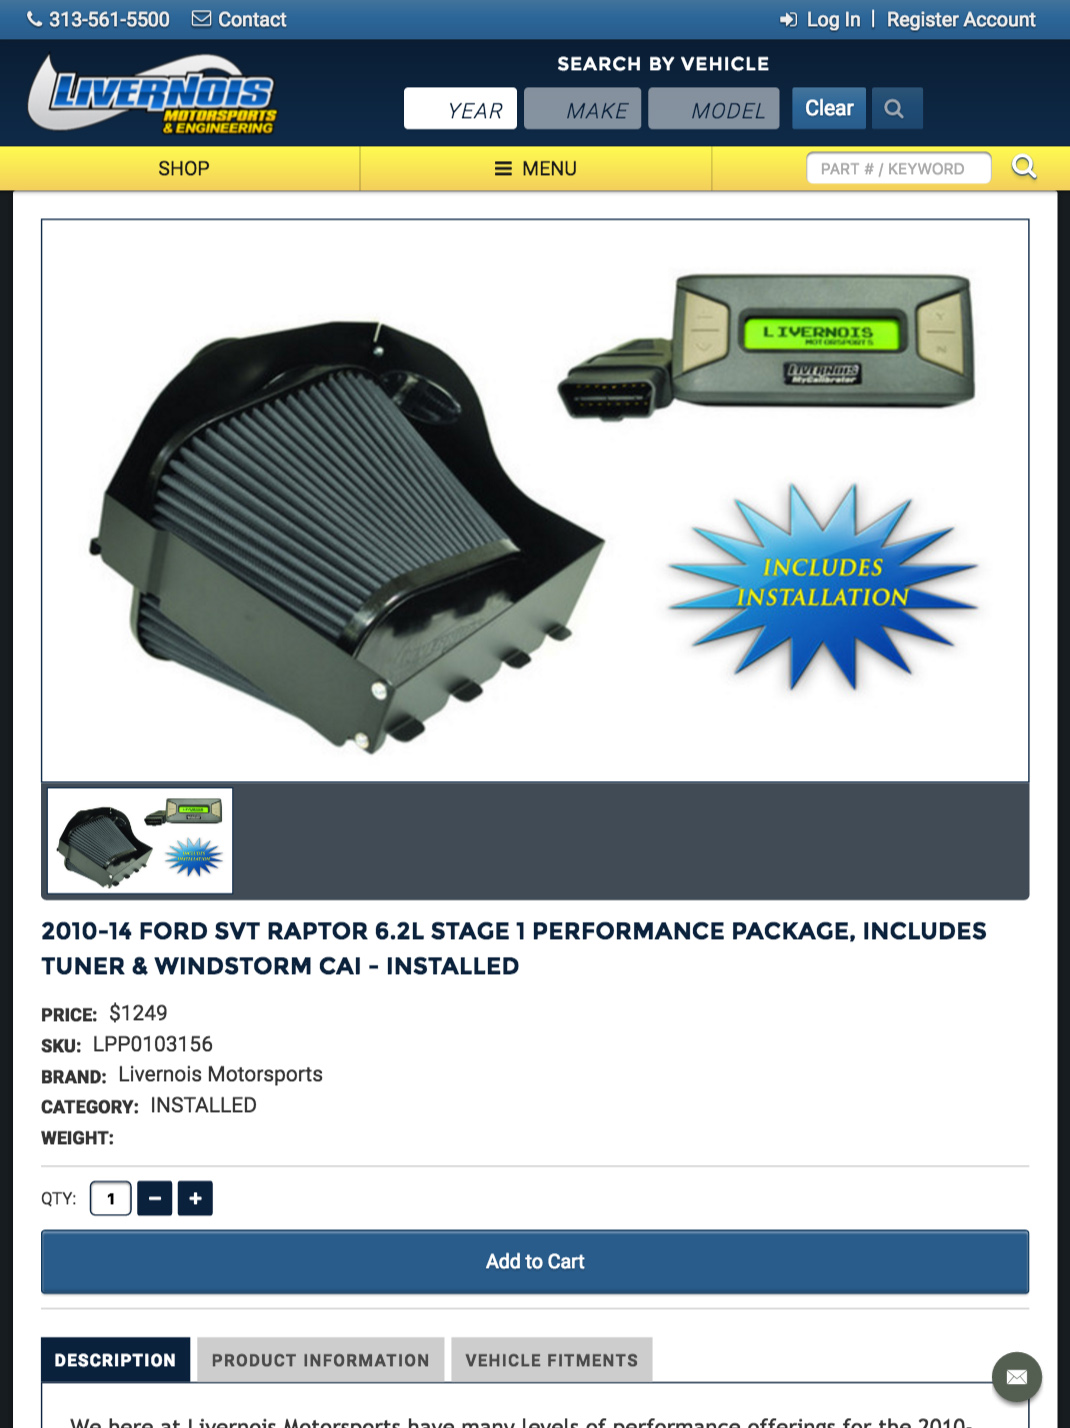 313-561-5500 Contact Log In | Register Account
LIVERNOIS
MOTORSPORTS
& ENGINEERING
SEARCH BY VEHICLE
YEAR MAKE MODEL Clear
SHOP MENU PART # / KEYWORD
LIVERNOIS
MOTORSPORTS
LIVERNOIS
MyCalibrator
INCLUDES
INSTALLATION
2010-14 FORD SVT RAPTOR 6.2L STAGE 1 PERFORMANCE PACKAGE, INCLUDES
TUNER & WINDSTORM CAI - INSTALLED
PRICE: $1249
SKU: LPP0103156
BRAND: Livernois Motorsports
CATEGORY: INSTALLED
WEIGHT:
QTY: 1 - +
Add to Cart
DESCRIPTION PRODUCT INFORMATION VEHICLE FITMENTS
We here at Livernois Motorsports have many levels of performance offerings for the 2010-